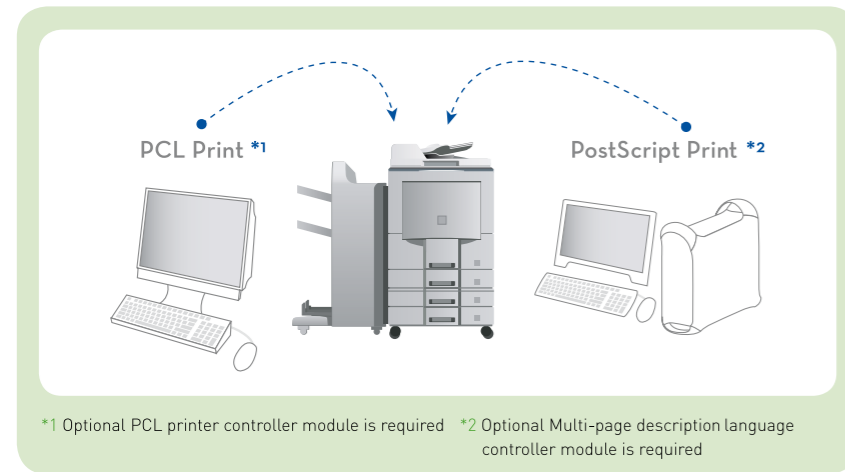 PCL Print *1
PostScript Print *2
*1 Optional PCL printer controller module is required
*2 Optional Multi-page description language
controller module is required